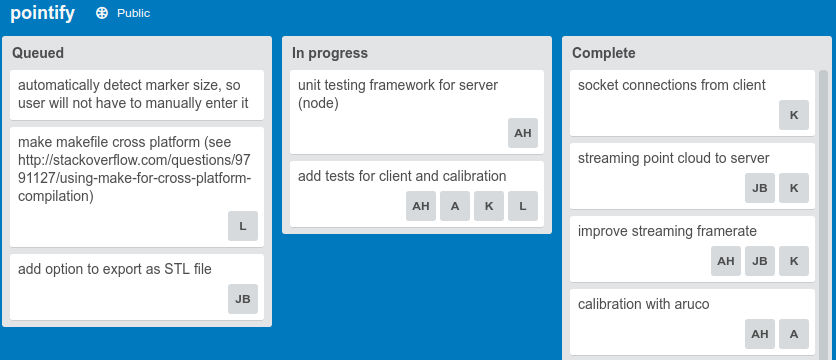 pointify
Public
Queued
automatically detect marker size, so
user will not have to manually enter it
make makefile cross platform (see
http://stackoverflow.com/questions/97
91127/using-make-for-cross-platform-
compilation)
L
add option to export as STL file
JB
In progress
unit testing framework for server
(node)
AH
add tests for client and calibration
AH A K L
Complete
socket connections from client
K
streaming point cloud to server
JB K
improve streaming framerate
AH JB K
calibration with aruco
AH A